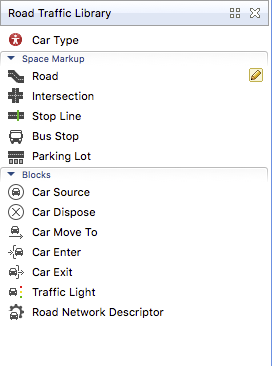 Road Traffic Library
Car Type
Space Markup
Road
Intersection
Stop Line
Bus Stop
Parking Lot
Blocks
Car Source
Car Dispose
Car Move To
Car Enter
Car Exit
Traffic Light
Road Network Descriptor